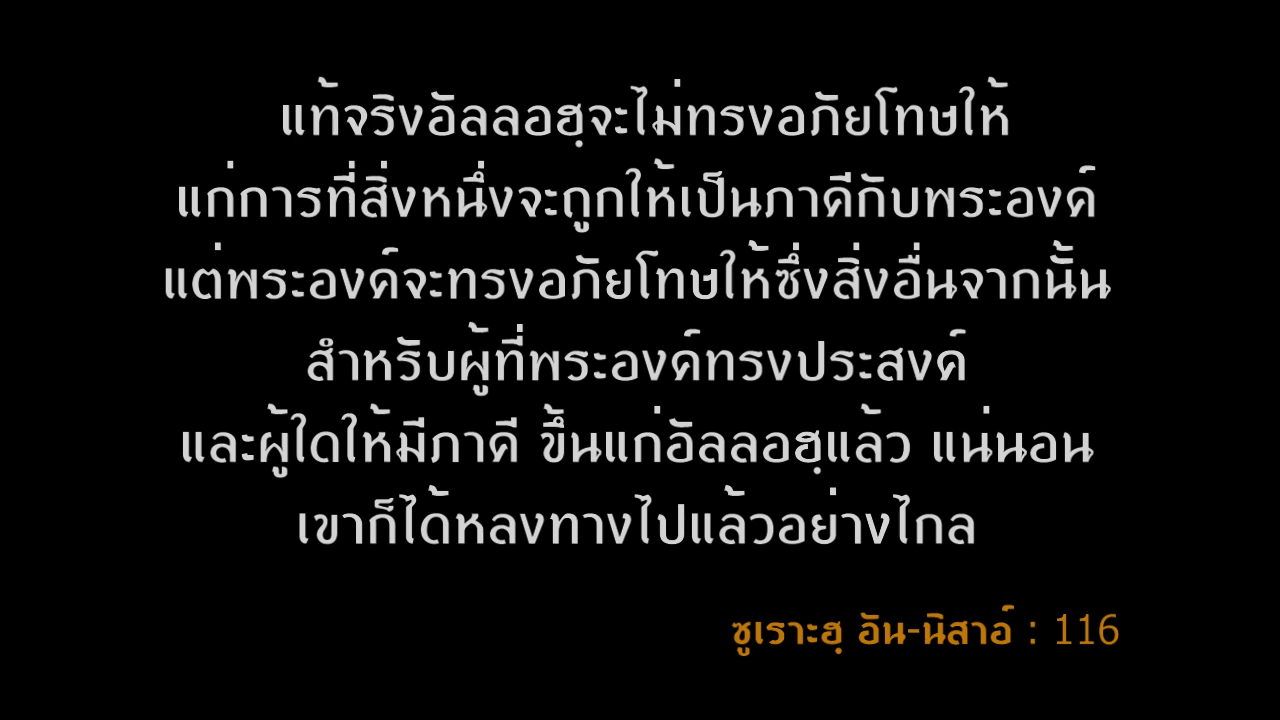 แท้จริงอัลลอฮฺจะไม่ทรงอภัยโทษให้
แก่การที่สิ่งหนึ่งจะถูกให้เป็นภาคีกับพระองค์
แต่พระองค์จะทรงอภัยโทษให้ซึ่งสิ่งอื่นจากนั้น
สำหรับผู้ที่พระองค์ทรงประสงค์
และผู้ใดให้มีภาคี ขึ้นแก่อัลลอฮฺแล้ว แน่นอน
เขาก็ได้หลงทางไปแล้วอย่างไกล
ซูเราะฮฺ อัน-นิสาอ์ : 116